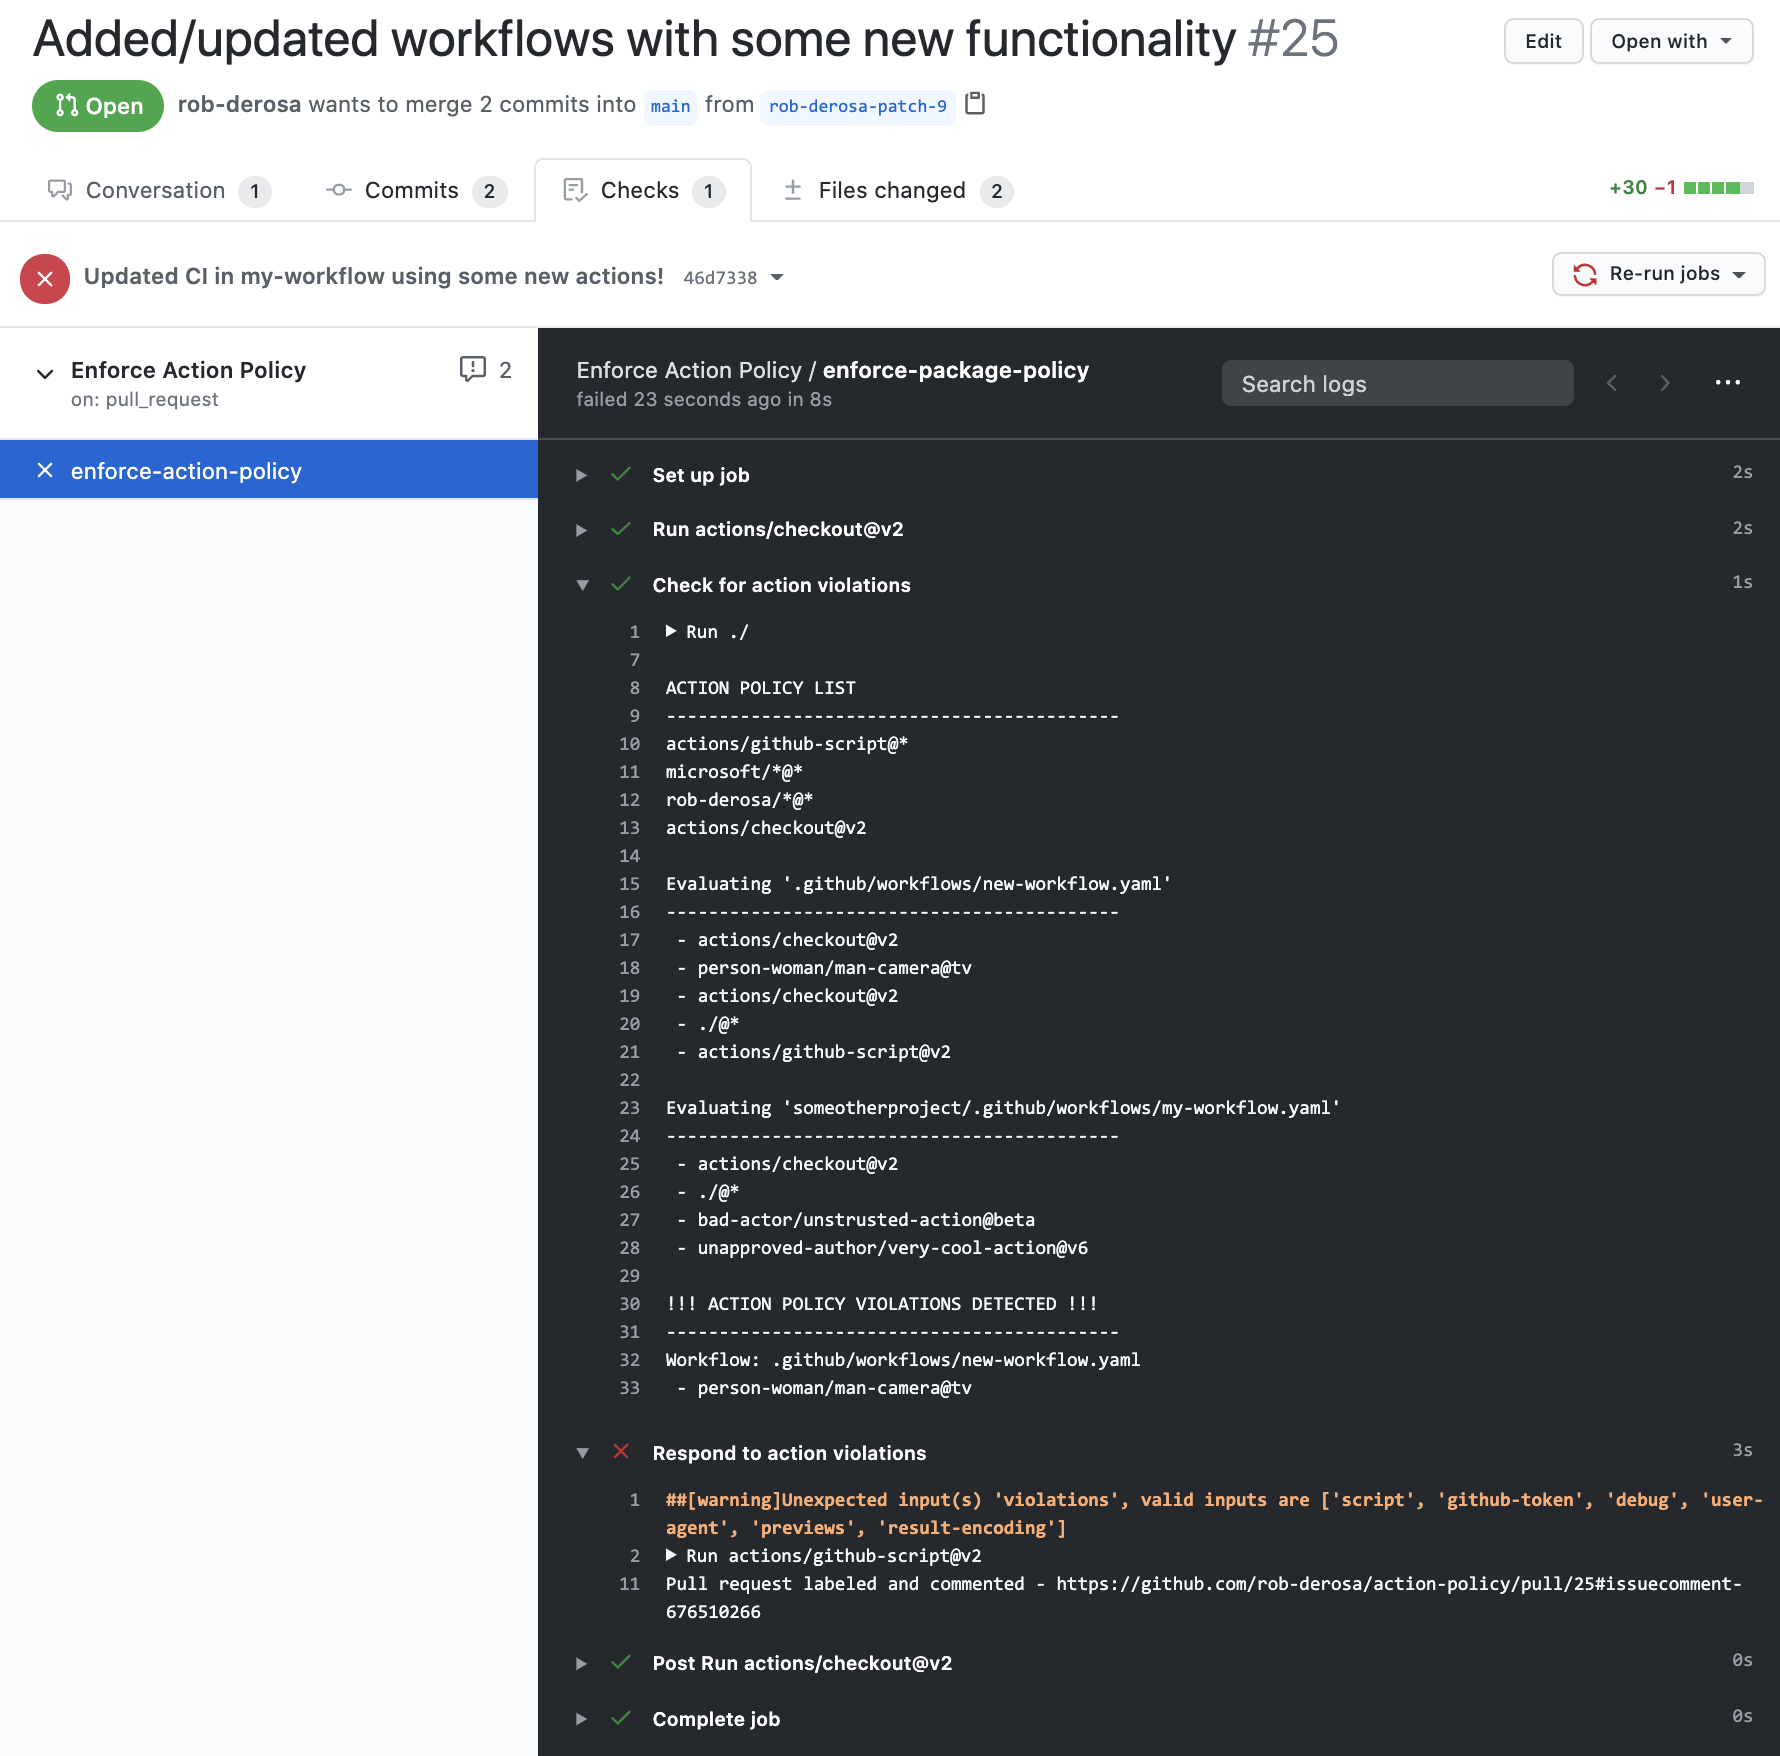 Added/updated workflows with some new functionality #25
Edit
Open with
Open
rob-derosa wants to merge 2 commits into main from rob-derosa-patch-9
Conversation 1
Commits 2
Checks 1
Files changed 2
+30 −1
Updated CI in my-workflow using some new actions! 46d7338
Re-run jobs
Enforce Action Policy
2
on: pull_request
enforce-action-policy
Enforce Action Policy / enforce-package-policy
failed 23 seconds ago in 8s
Search logs
Set up job 2s
Run actions/checkout@v2 2s
Check for action violations 1s
1 Run ./
7
8 ACTION POLICY LIST
9 -------------------------------------------
10 actions/github-script@*
11 microsoft/*@*
12 rob-derosa/*@*
13 actions/checkout@v2
14
15 Evaluating '.github/workflows/new-workflow.yaml'
16 -------------------------------------------
17 - actions/checkout@v2
18 - person-woman/man-camera@tv
19 - actions/checkout@v2
20 - ./@*
21 - actions/github-script@v2
22
23 Evaluating 'someotherproject/.github/workflows/my-workflow.yaml'
24 -------------------------------------------
25 - actions/checkout@v2
26 - ./@*
27 - bad-actor/unstrusted-action@beta
28 - unapproved-author/very-cool-action@v6
29
30 !!! ACTION POLICY VIOLATIONS DETECTED !!!
31 -------------------------------------------
32 Workflow: .github/workflows/new-workflow.yaml
33 - person-woman/man-camera@tv
Respond to action violations 3s
1 ##[warning]Unexpected input(s) 'violations', valid inputs are ['script', 'github-token', 'debug', 'user-
agent', 'previews', 'result-encoding']
2 Run actions/github-script@v2
11 Pull request labeled and commented - https://github.com/rob-derosa/action-policy/pull/25#issuecomment-
676510266
Post Run actions/checkout@v2 0s
Complete job 0s